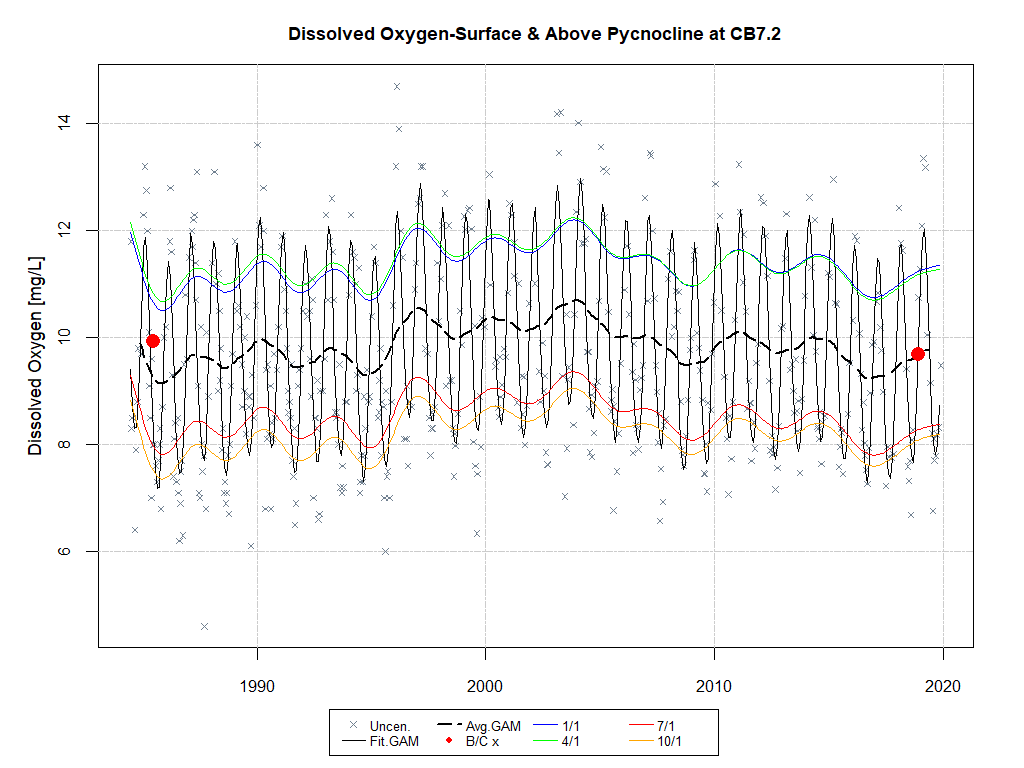 Dissolved Oxygen-Surface & Above Pycnocline at CB7.2
Dissolved Oxygen [mg/L]
14
12
10
8
6
1990 2000 2010 2020
Uncen. Avg.GAM 1/1 7/1
Fit.GAM B/C x 4/1 10/1